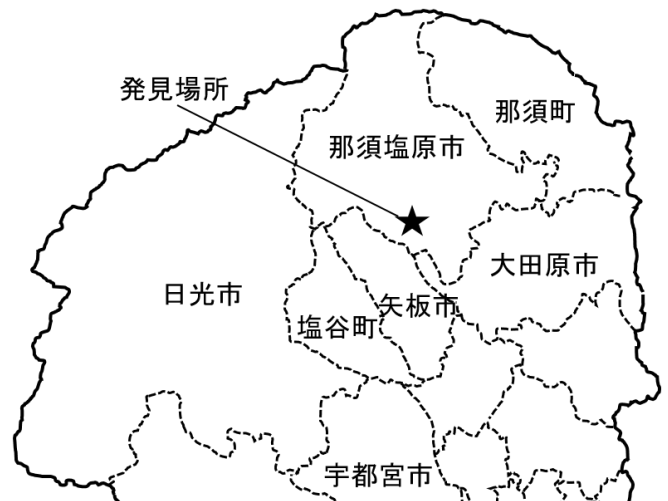 発見場所
那須町
那須塩原市
大田原市
日光市
矢板市
塩谷町
宇都宮市